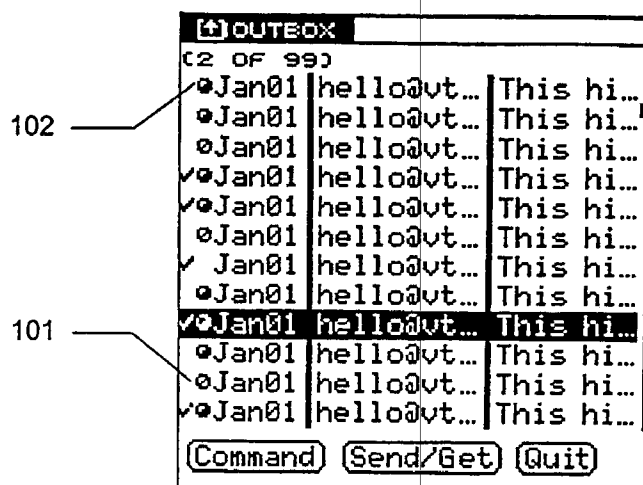 [↑] OUTBOX
(2 OF 99)
Jan01 hello@vt… This hi…
Jan01 hello@vt… This hi…
Jan01 hello@vt… This hi…
✓ Jan01 hello@vt… This hi…
✓ Jan01 hello@vt… This hi…
Jan01 hello@vt… This hi…
✓ Jan01 hello@vt… This hi…
Jan01 hello@vt… This hi…
✓ Jan01 hello@vt… This hi…
Jan01 hello@vt… This hi…
Jan01 hello@vt… This hi…
✓ Jan01 hello@vt… This hi…
Command Send/Get Quit
102
101